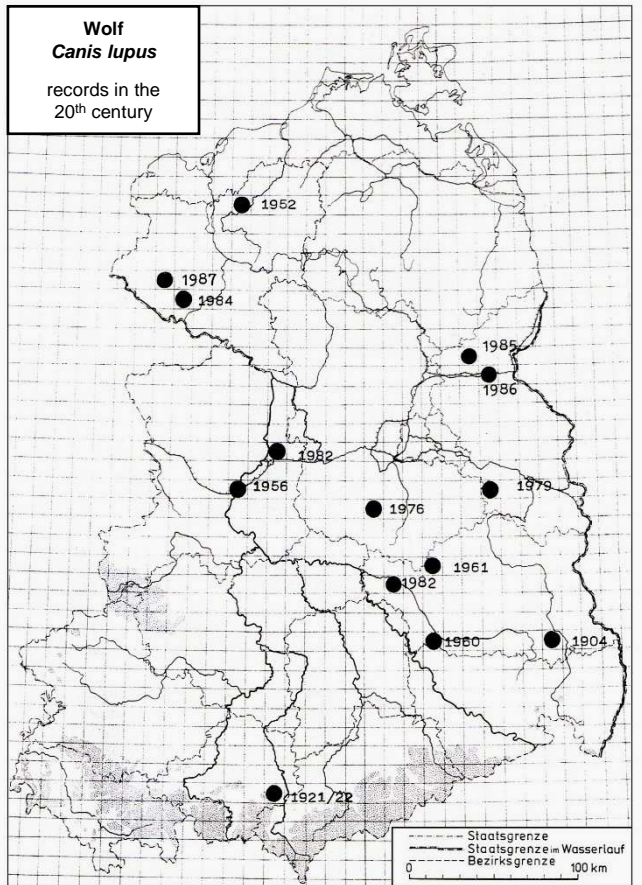 Wolf
Canis lupus
records in the
20th century
1952
1987
1984
1985
1986
1982
1956
1979
1976
1961
1982
1960
1904
1921/22
Staatsgrenze
Staatsgrenze im Wasserlauf
Bezirksgrenze
0 100 km